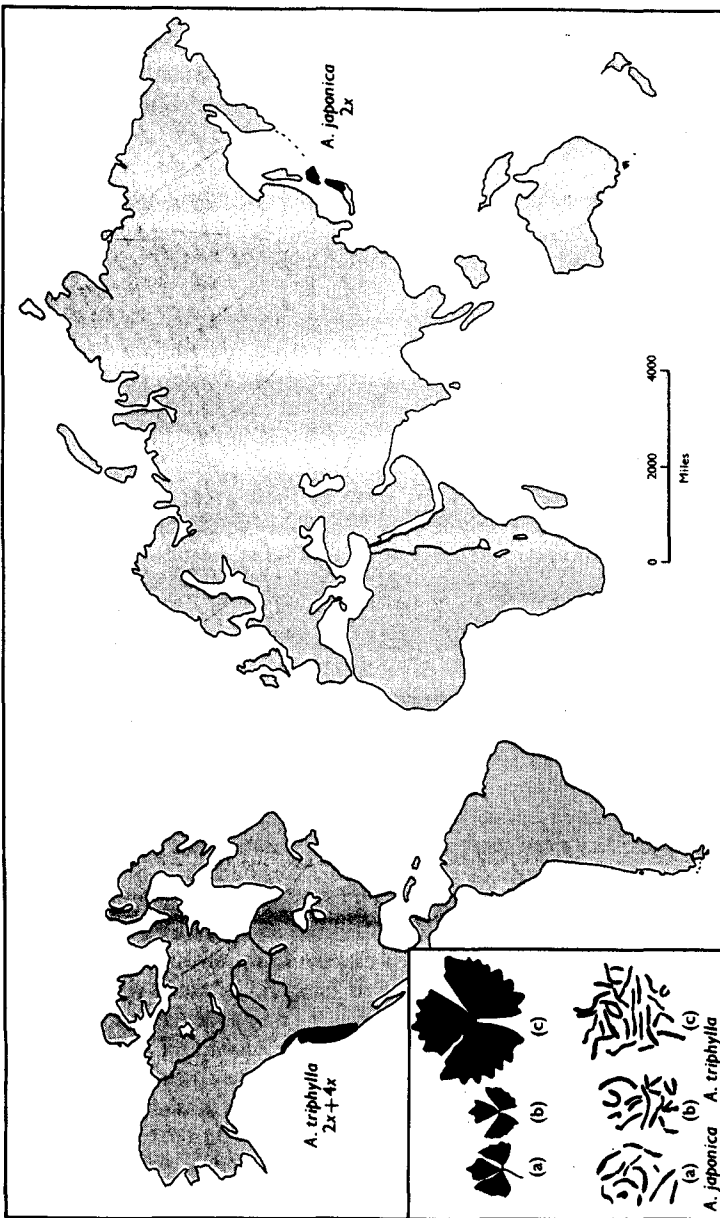 A. japonica
2x
A. triphylla
2x+4x
0 2000 4000
Miles
(a) (b) (c)
(a) (b) (c)
A. japonica A. triphylla